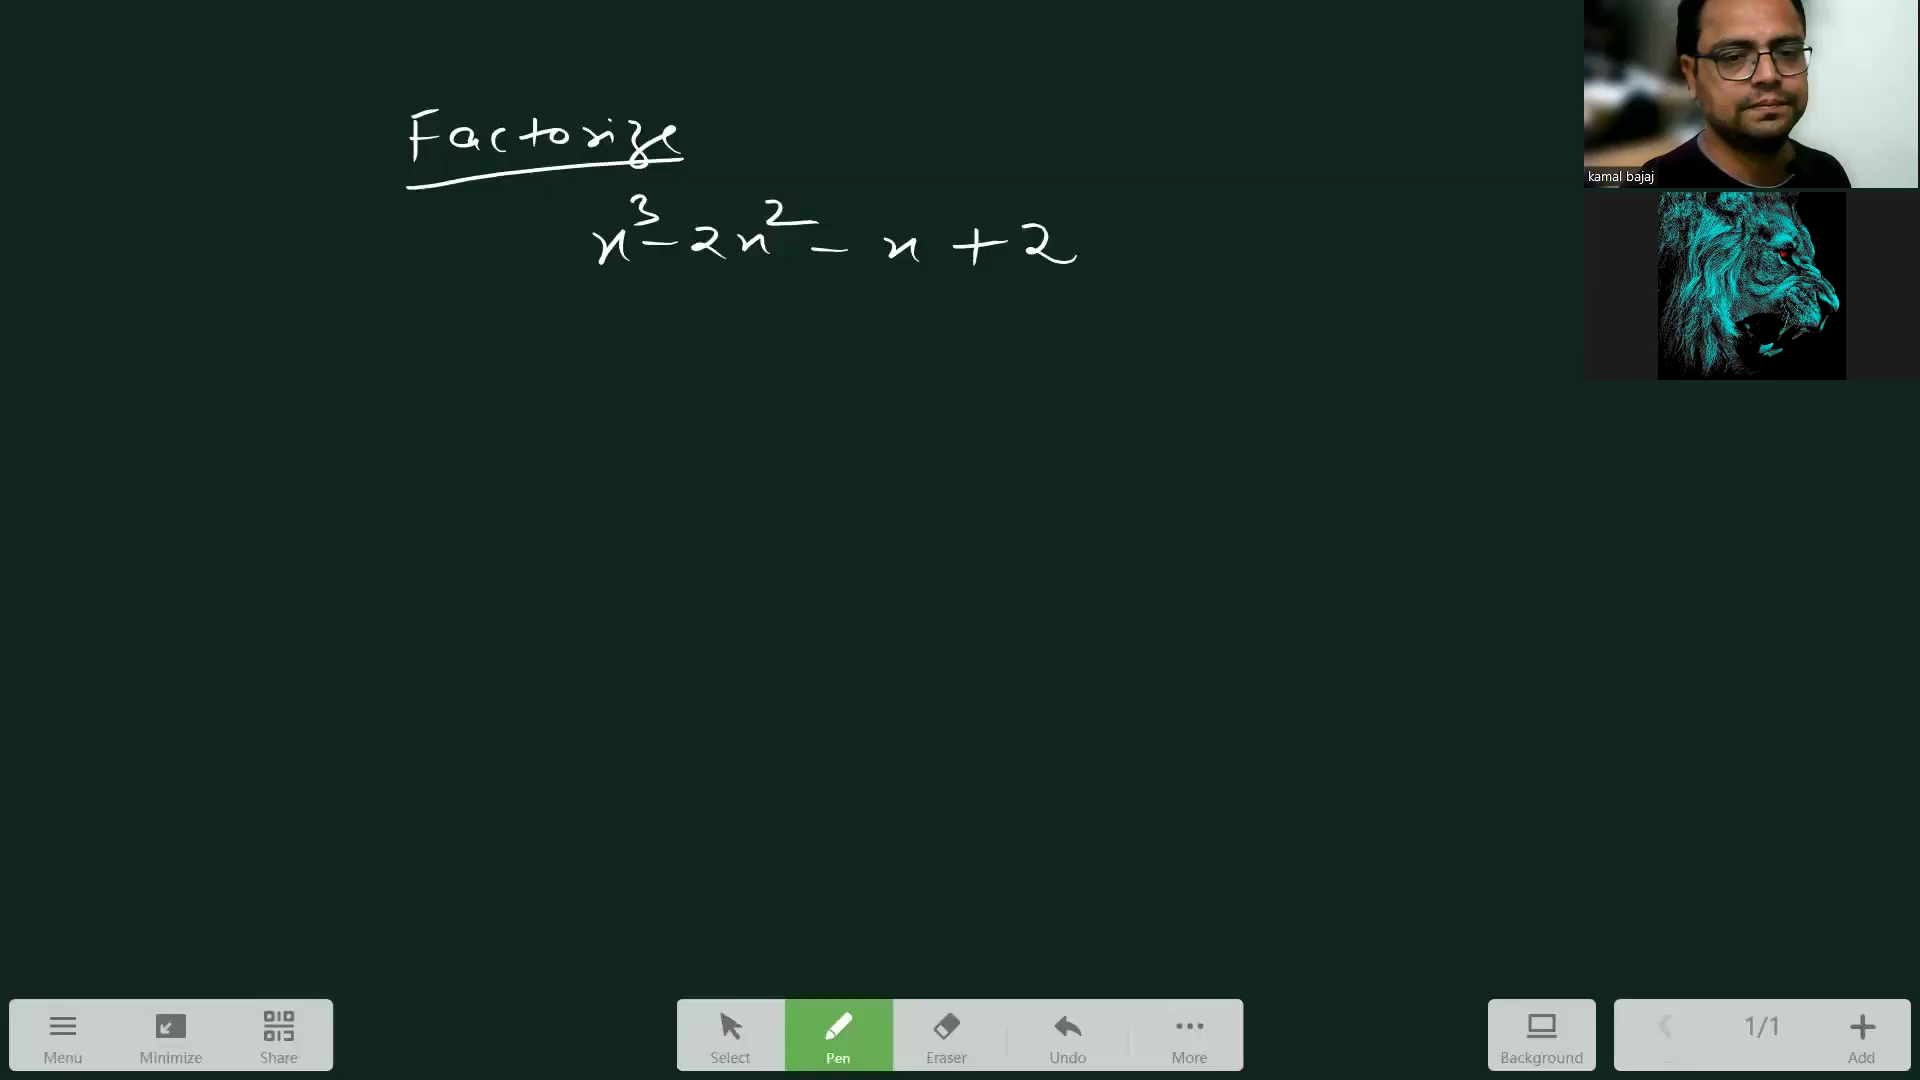 kamal bajaj
Factorize
x³ - 2x² - x + 2
Menu
Minimize
Share
Select
Pen
Eraser
Undo
More
Background
1/1
Add